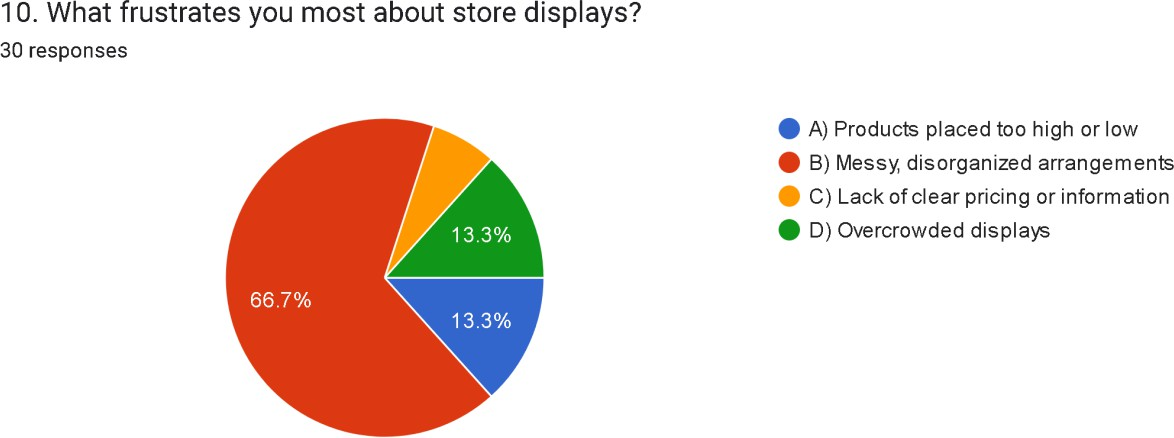 10. What frustrates you most about store displays?
30 responses
A) Products placed too high or low
B) Messy, disorganized arrangements
C) Lack of clear pricing or information
D) Overcrowded displays
13.3%
66.7%
13.3%